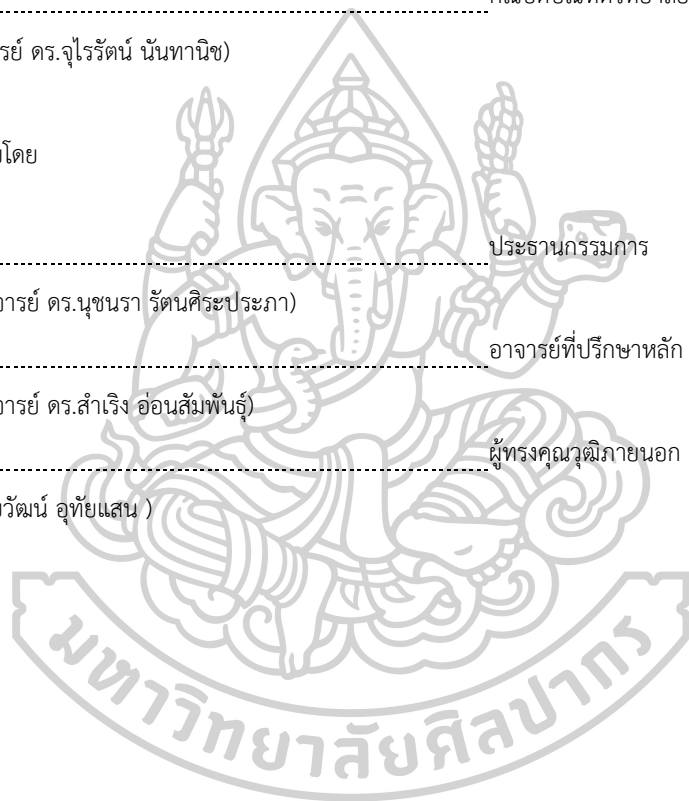 รย์ ดร.จุไรรัตน์ นันทานิช)
โดย
ประธานกรรมการ
ารย์ ดร.นุชนรา รัตนศิระประภา)
อาจารย์ที่ปรึกษาหลัก
ารย์ ดร.สำเริง อ่อนสัมพันธุ์)
ผู้ทรงคุณวุฒิภายนอก
วัฒน์ อุทัยแสน )
มหาวิทยาลัยศิลปากร